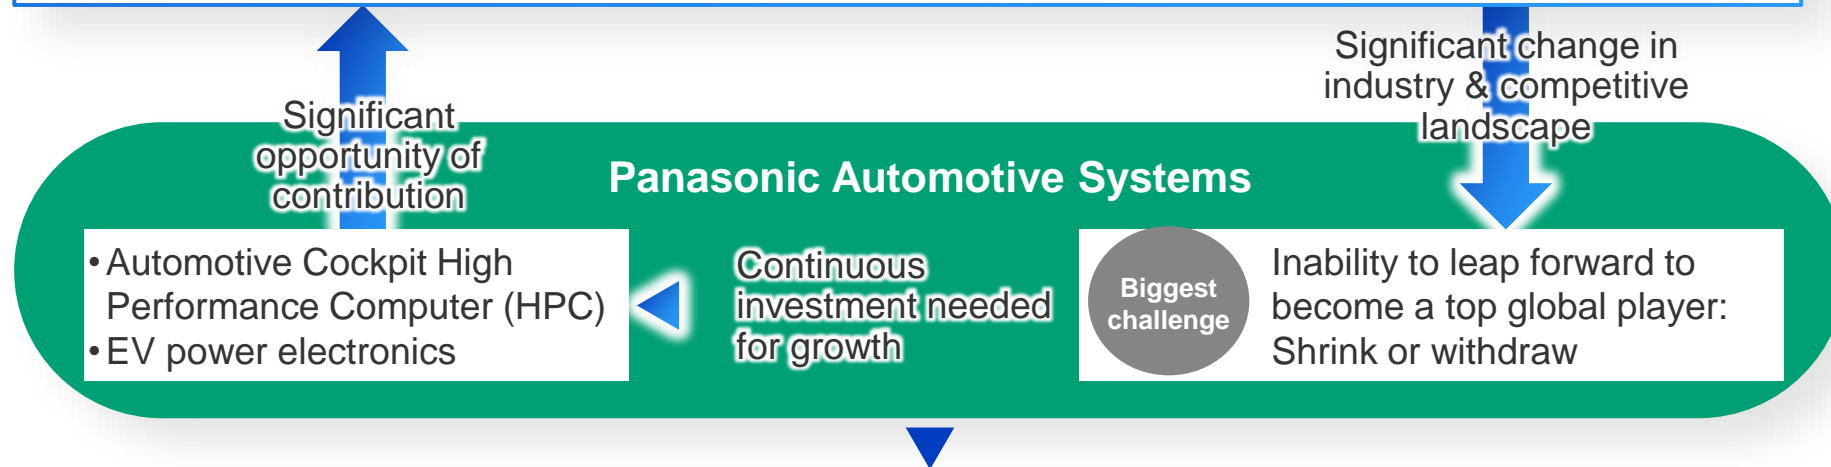 Significant change in
industry & competitive
landscape
Significant
opportunity of
contribution
Panasonic Automotive Systems
•Automotive Cockpit High
Performance Computer (HPC)
•EV power electronics
Continuous
investment needed
for growth
Biggest
challenge
Inability to leap forward to
become a top global player:
Shrink or withdraw